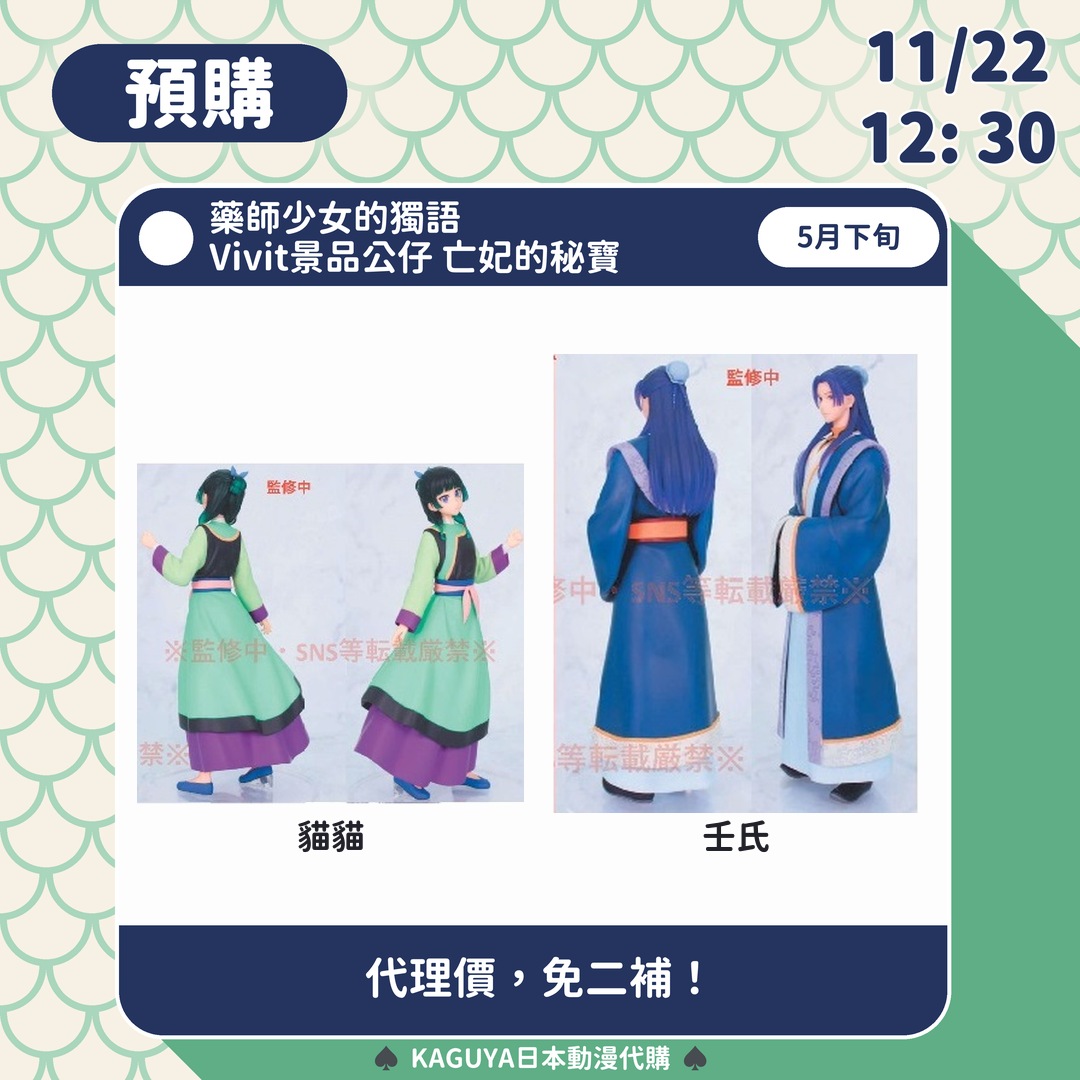 預購
11/22
12: 30
藥師少女的獨語
Vivit景品公仔 亡妃的秘寶
5月下旬
監修中
※監修中・SNS等転載厳禁※
禁※
貓貓
監修中
修中・SNS等転載厳禁※
等転載厳禁※
壬氏
代理價，免二補！
♠ KAGUYA日本動漫代購 ♠